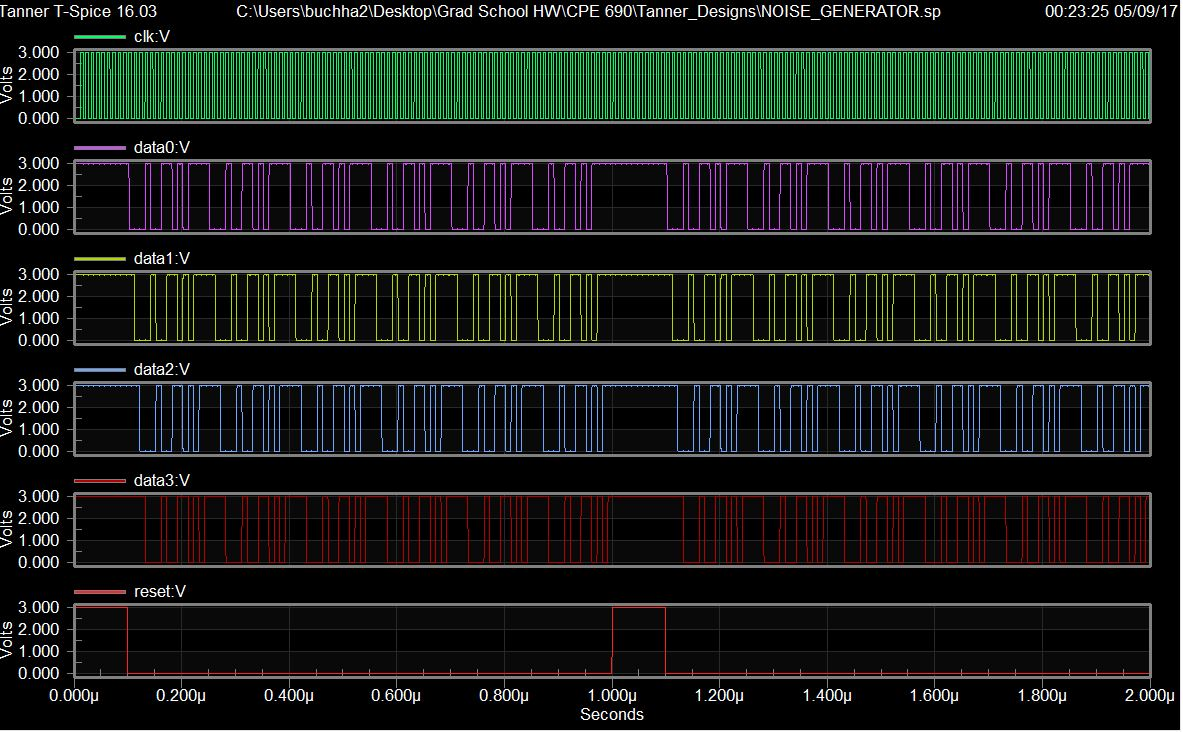 Tanner T-Spice 16.03 C:\Users\buchha2\Desktop\Grad School HW\CPE 690\Tanner_Designs\NOISE_GENERATOR.sp 00:23:25 05/09/17
clk:V
3.000
2.000
1.000
0.000
Volts
data0:V
3.000
2.000
1.000
0.000
Volts
data1:V
3.000
2.000
1.000
0.000
Volts
data2:V
3.000
2.000
1.000
0.000
Volts
data3:V
3.000
2.000
1.000
0.000
Volts
reset:V
3.000
2.000
1.000
0.000
Volts
0.000µ 0.200µ 0.400µ 0.600µ 0.800µ 1.000µ 1.200µ 1.400µ 1.600µ 1.800µ 2.000µ
Seconds